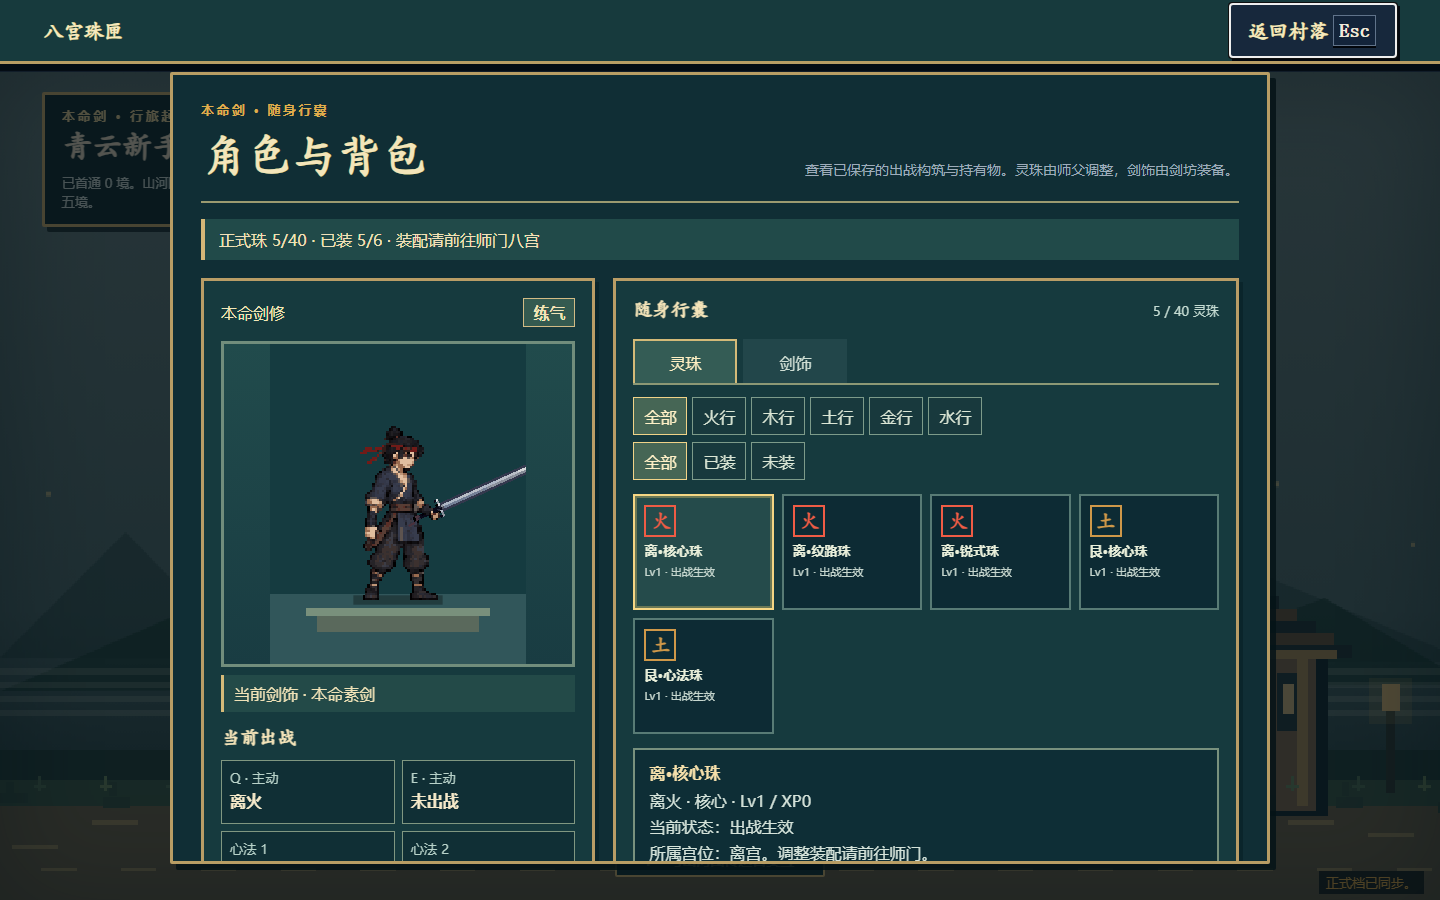 八宫珠匣
返回村落 Esc
本命剑 · 行旅
青云新手
已首通 0 境。山河
五境。
本命剑 · 随身行囊
角色与背包
查看已保存的出战构筑与持有物。灵珠由师父调整，剑饰由剑坊装备。
正式珠 5/40 · 已装 5/6 · 装配请前往师门八宫
本命剑修
练气
当前剑饰 · 本命素剑
当前出战
Q · 主动
离火
E · 主动
未出战
心法 1
心法 2
随身行囊
5 / 40 灵珠
灵珠
剑饰
全部
火行
木行
土行
金行
水行
全部
已装
未装
火
离·核心珠
Lv1 · 出战生效
火
离·纹路珠
Lv1 · 出战生效
火
离·锐式珠
Lv1 · 出战生效
土
艮·核心珠
Lv1 · 出战生效
土
艮·心法珠
Lv1 · 出战生效
离·核心珠
离火 · 核心 · Lv1 / XP0
当前状态：出战生效
所属宫位：离宫。调整装配请前往师门。
正式档已同步。